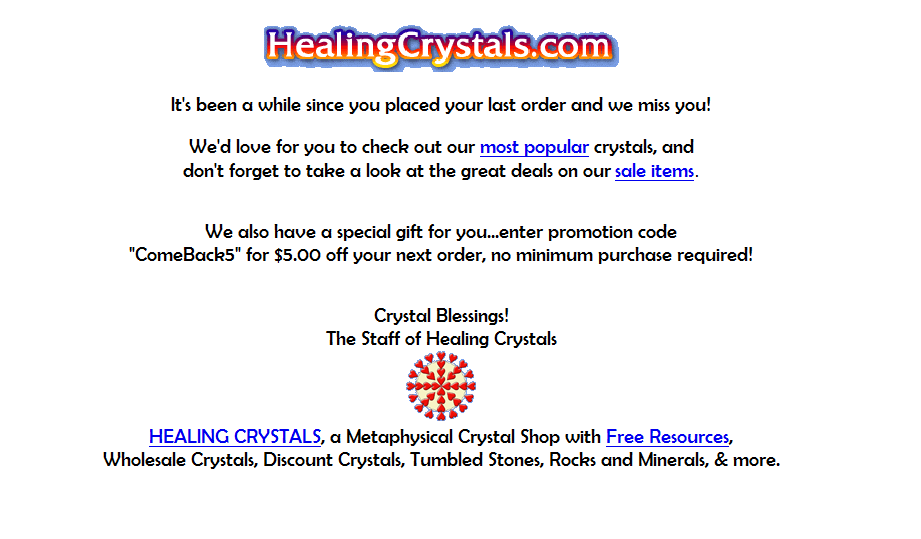 HealingCrystals.com
It's been a while since you placed your last order and we miss you!
We'd love for you to check out our most popular crystals, and
don't forget to take a look at the great deals on our sale items.
We also have a special gift for you...enter promotion code
"ComeBack5" for $5.00 off your next order, no minimum purchase required!
Crystal Blessings!
The Staff of Healing Crystals
HEALING CRYSTALS, a Metaphysical Crystal Shop with Free Resources,
Wholesale Crystals, Discount Crystals, Tumbled Stones, Rocks and Minerals, & more.